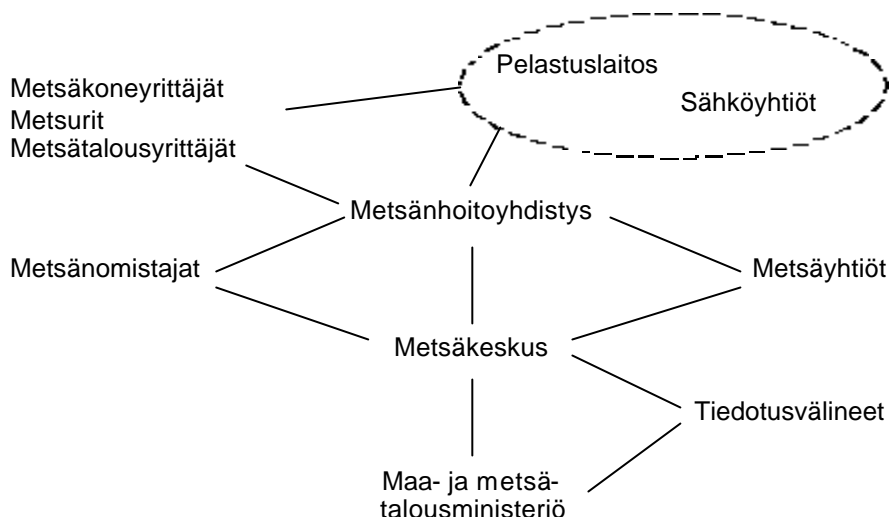 Pelastuslaitos
Sähköyhtiöt
Metsäkoneyrittäjät
Metsurit
Metsätalousyrittäjät
Metsänhoitoyhdistys
Metsänomistajat
Metsäyhtiöt
Metsäkeskus
Tiedotusvälineet
Maa- ja metsä-
talousministeriö